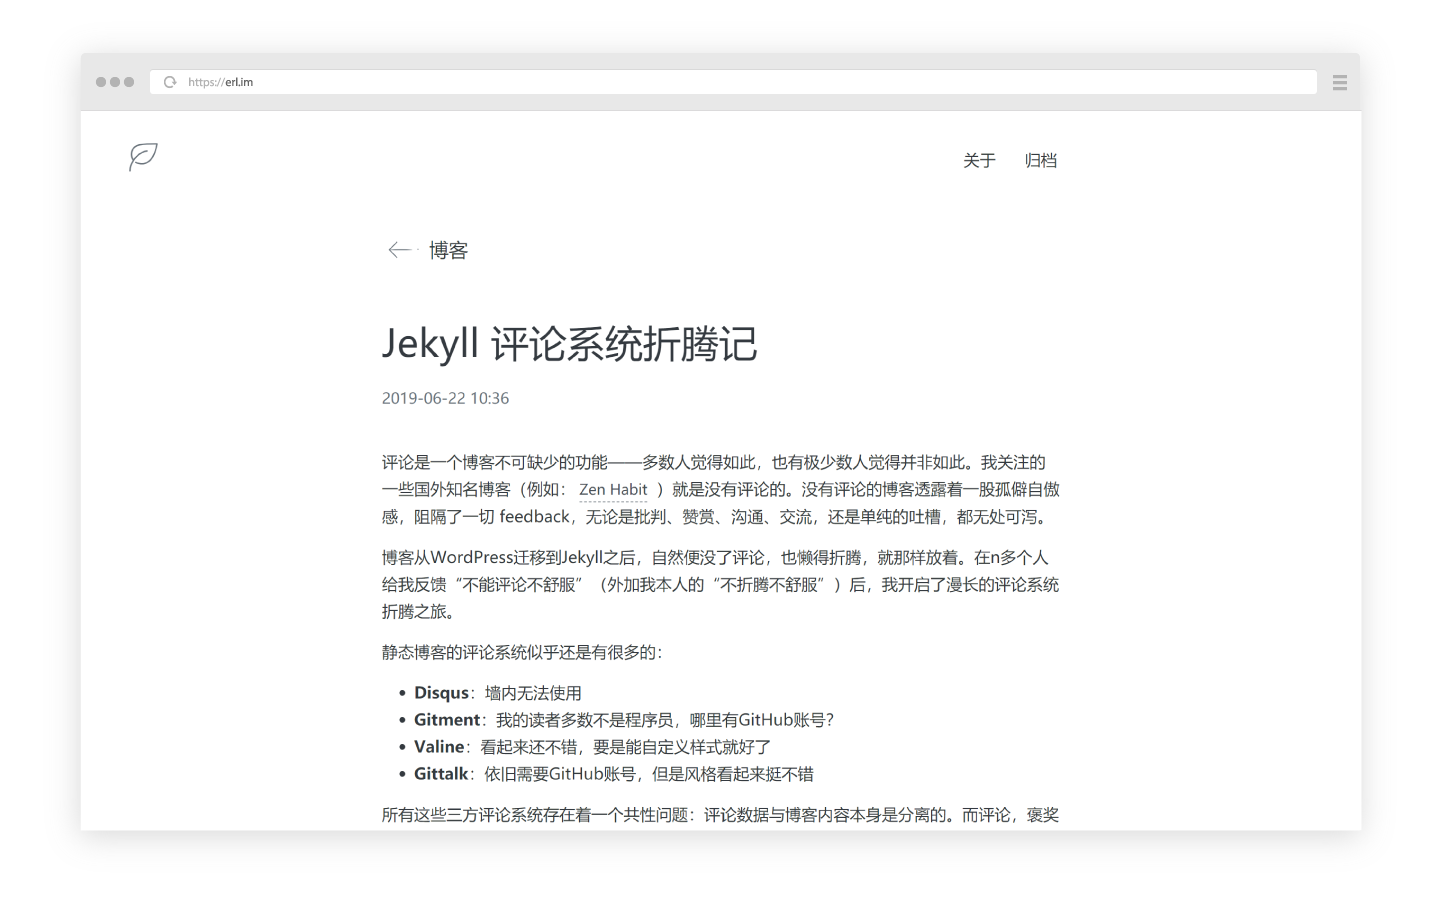 https://erl.im
关于 归档
博客
Jekyll 评论系统折腾记
2019-06-22 10:36
评论是一个博客不可缺少的功能——多数人觉得如此，也有极少数人觉得并非如此。我关注的
一些国外知名博客（例如： Zen Habit ）就是没有评论的。没有评论的博客透露着一股孤僻自傲
感，阻隔了一切 feedback，无论是批判、赞赏、沟通、交流，还是单纯的吐槽，都无处可泻。
博客从WordPress迁移到Jekyll之后，自然便没了评论，也懒得折腾，就那样放着。在n多个人
给我反馈“不能评论不舒服”（外加我本人的“不折腾不舒服”）后，我开启了漫长的评论系统
折腾之旅。
静态博客的评论系统似乎还是有很多的：
• Disqus：墙内无法使用
• Gitment：我的读者多数不是程序员，哪里有GitHub账号？
• Valine：看起来还不错，要是能自定义样式就好了
• Gittalk：依旧需要GitHub账号，但是风格看起来挺不错
所有这些三方评论系统存在着一个共性问题：评论数据与博客内容本身是分离的。而评论，褒奖